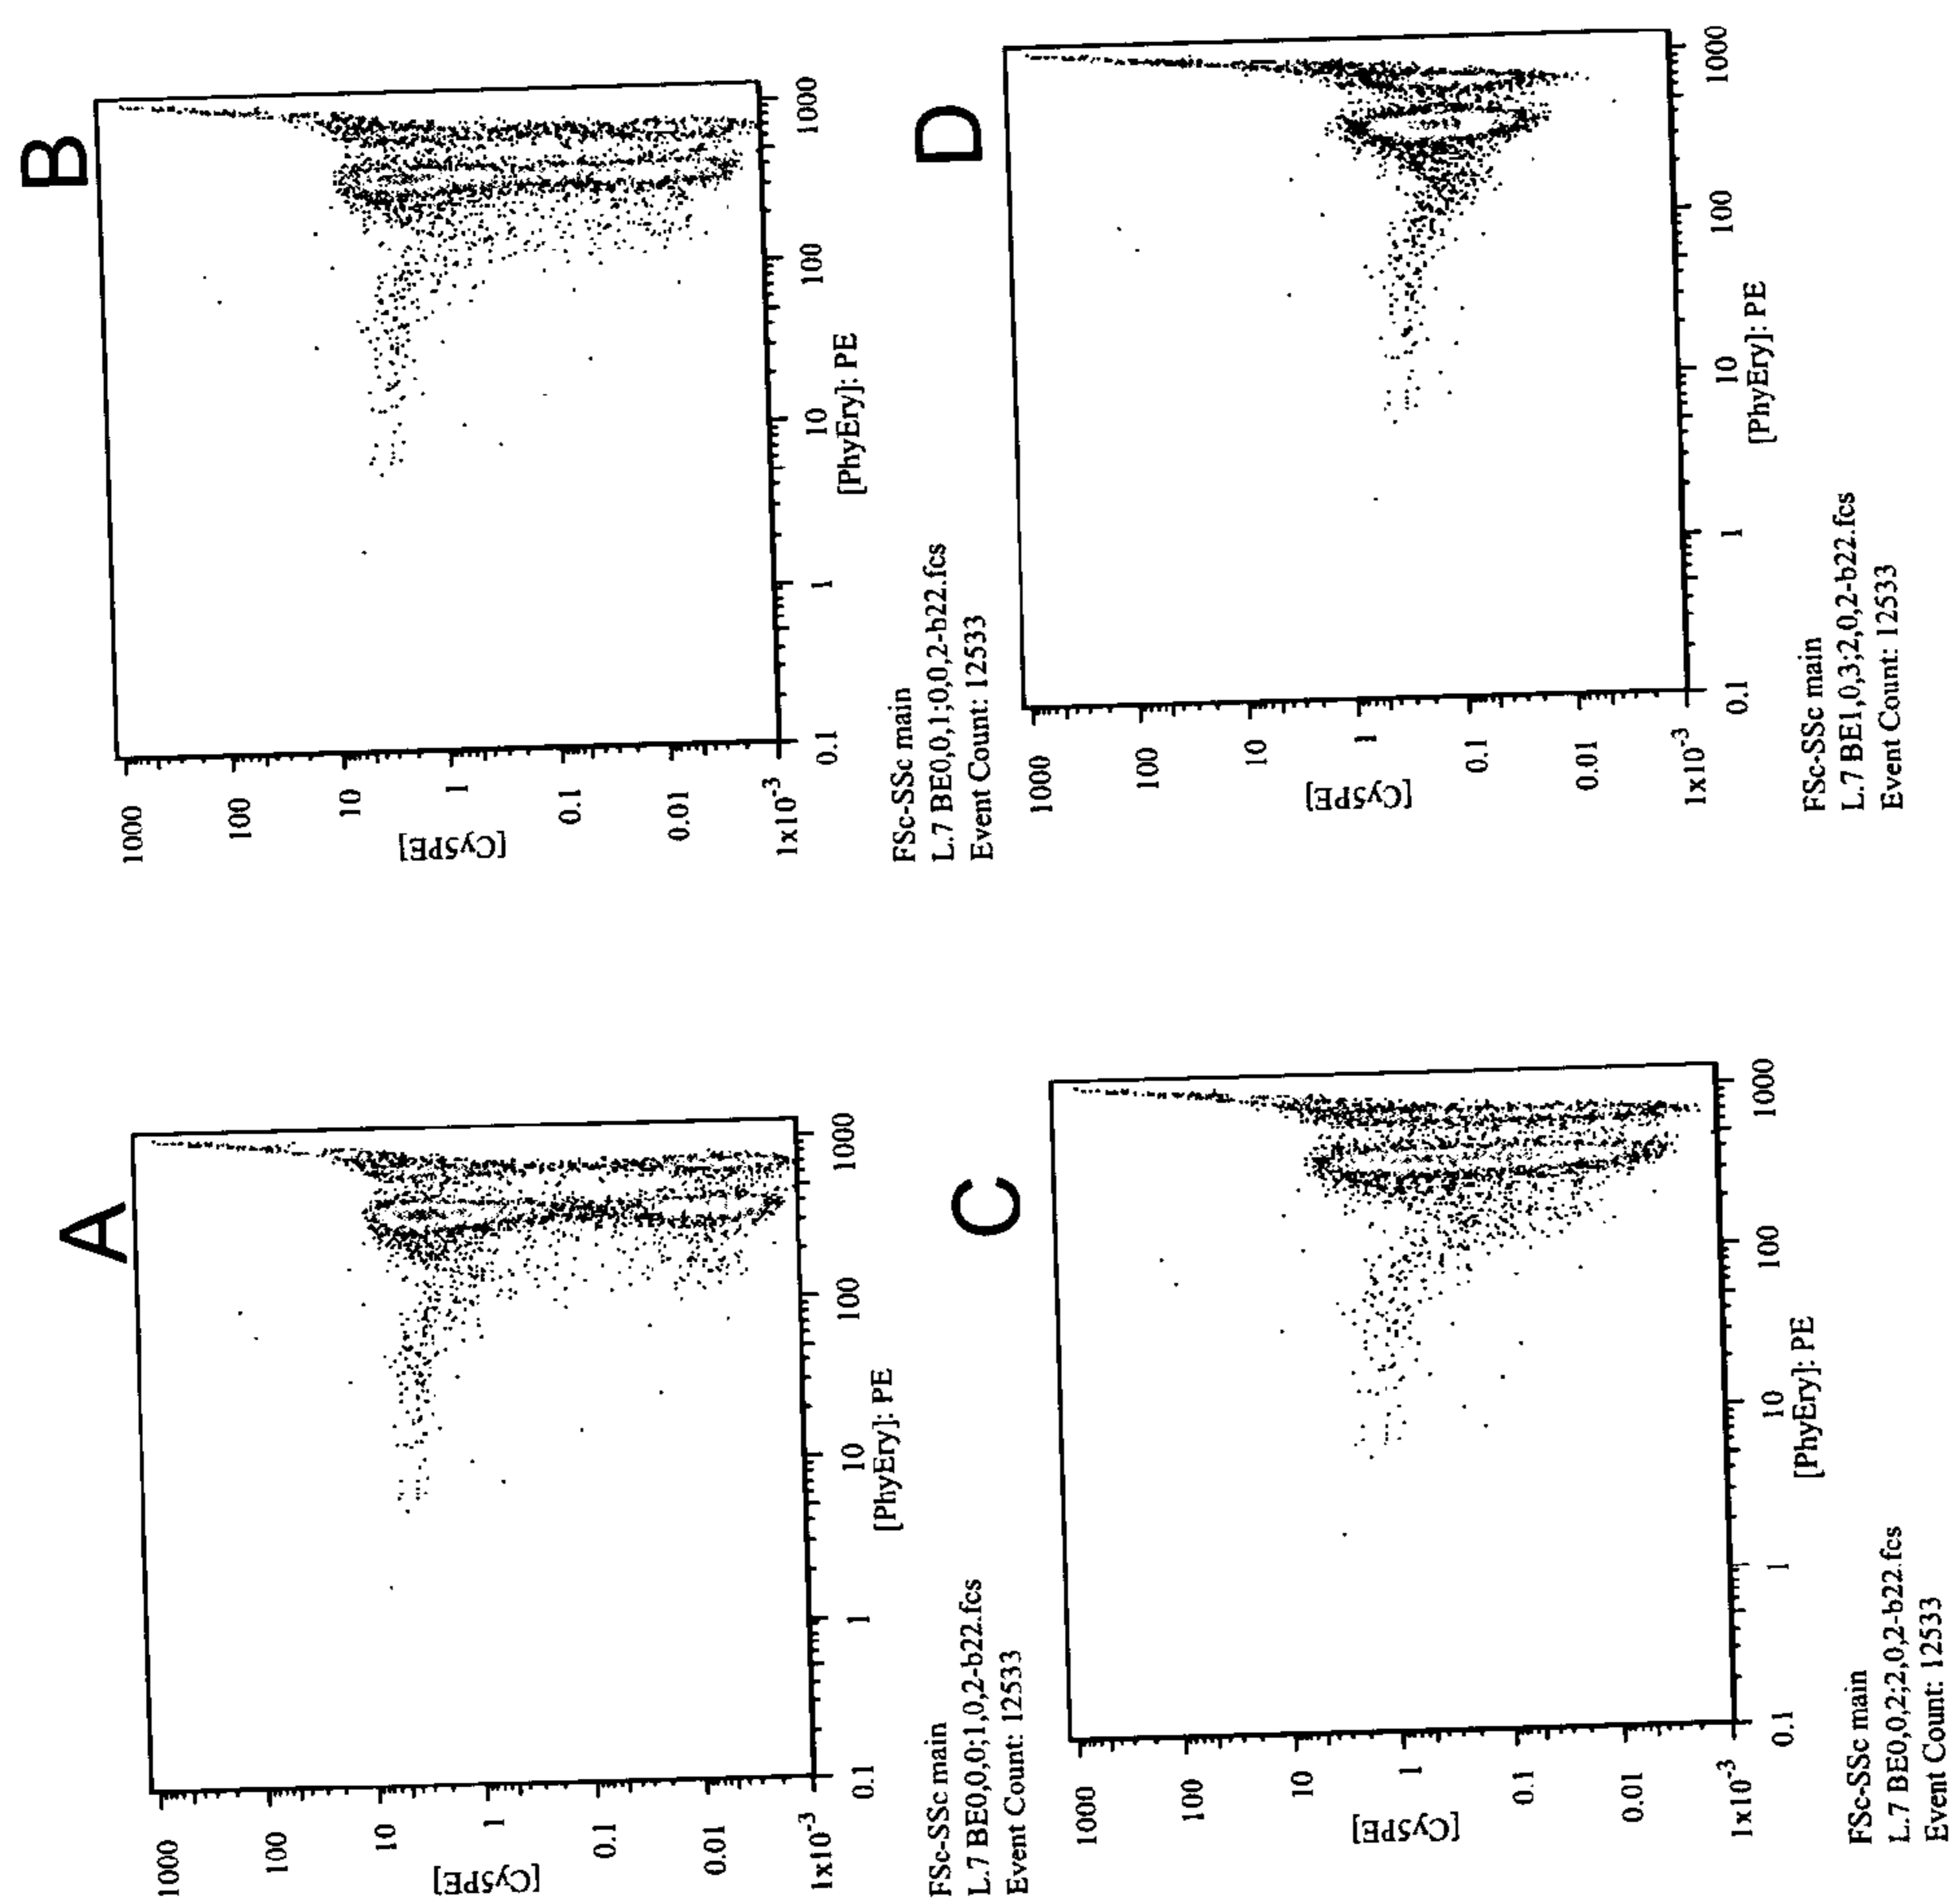 A
1000
100
10
1
0.1
0.01
1x10-3
[Cy5PE]
0.1
1
10
100
1000
[PhyEry]: PE
FSc-SSc main
L.7 BE0,0,0;1,0,2-b22.fcs
Event Count: 12533
B
1000
100
10
1
0.1
0.01
1x10-3
[Cy5PE]
0.1
1
10
100
1000
[PhyEry]: PE
FSc-SSc main
L.7 BE0,0,1;0,0,2-b22.fcs
Event Count: 12533
C
1000
100
10
1
0.1
0.01
1x10-3
[Cy5PE]
0.1
1
10
100
1000
[PhyEry]: PE
FSc-SSc main
L.7 BE0,0,2;2,0,2-b22.fcs
Event Count: 12533
D
1000
100
10
1
0.1
0.01
1x10-3
[Cy5PE]
0.1
1
10
100
1000
[PhyEry]: PE
FSc-SSc main
L.7 BE1,0,3;2,0,2-b22.fcs
Event Count: 12533